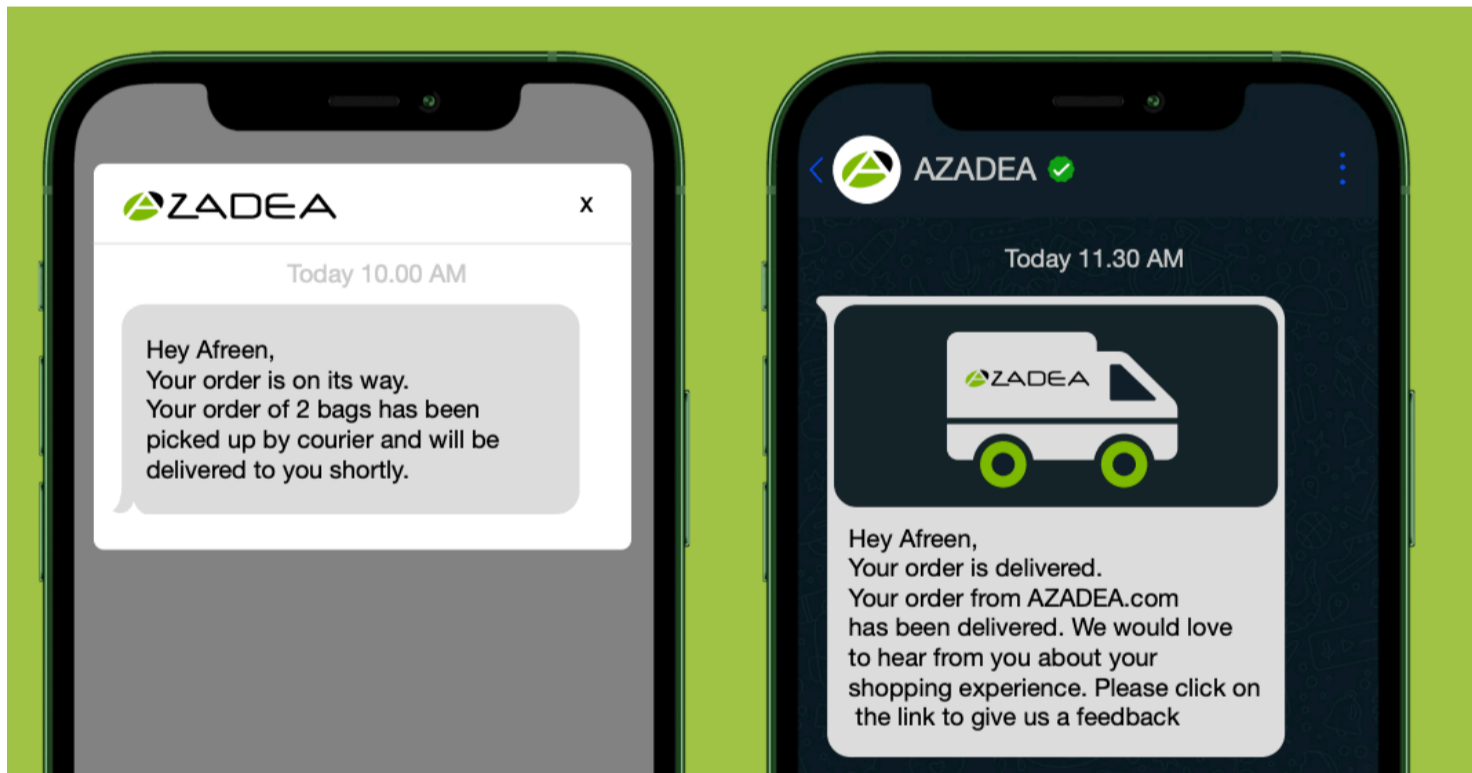 AZADEA
X
Today 10.00 AM
Hey Afreen,
Your order is on its way.
Your order of 2 bags has been
picked up by courier and will be
delivered to you shortly.
AZADEA
Today 11.30 AM
AZADEA
Hey Afreen,
Your order is delivered.
Your order from AZADEA.com
has been delivered. We would love
to hear from you about your
shopping experience. Please click on
the link to give us a feedback